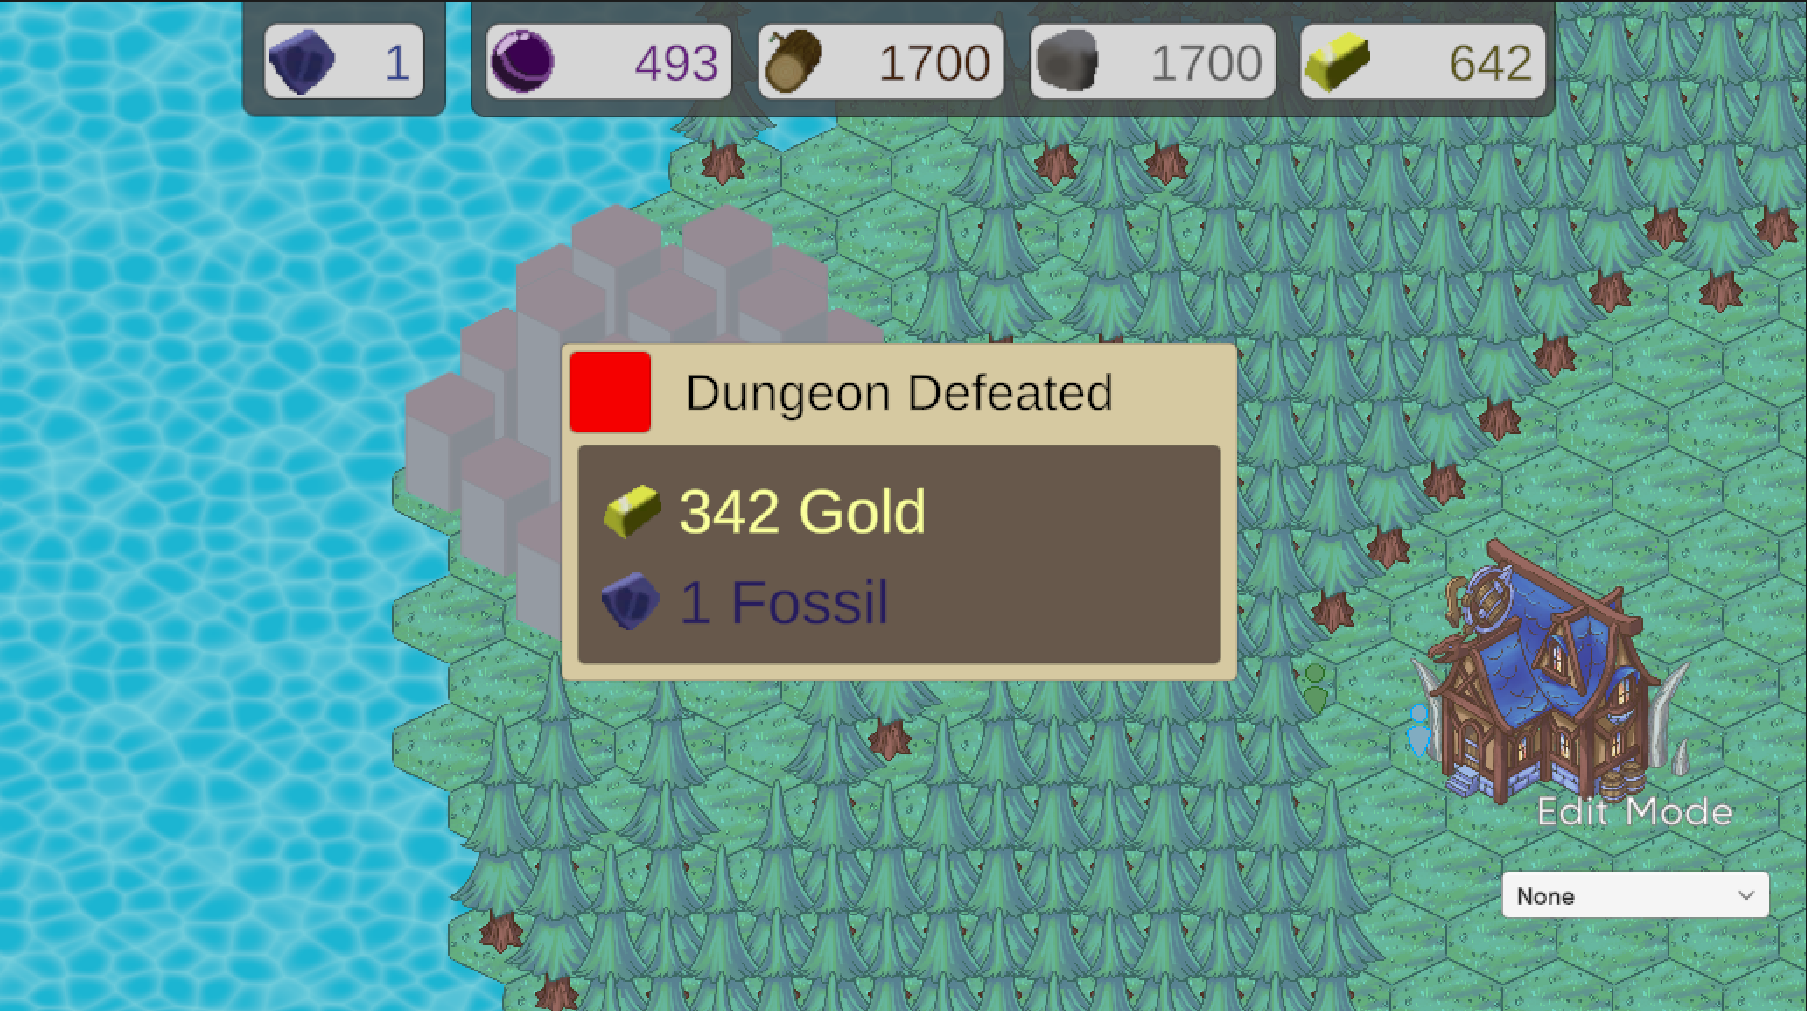 1
493
1700
1700
642
Dungeon Defeated
342 Gold
1 Fossil
Edit Mode
None